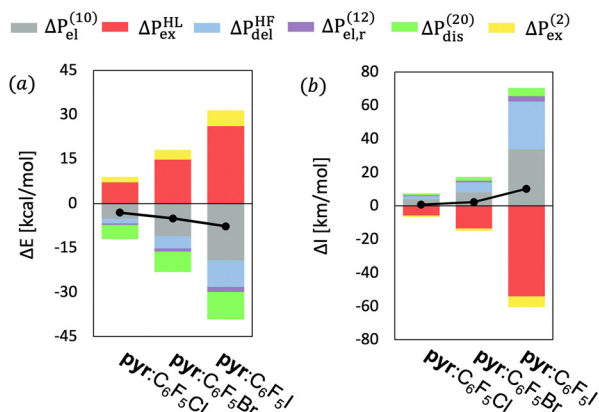 ΔP_el^(10) ΔP_ex^HL ΔP_del^HF ΔP_el,r^(12) ΔP_dis^(20) ΔP_ex^(2)
(a)
ΔE [kcal/mol]
45
30
15
0
-15
-30
-45
pyr:C₆F₅Cl
pyr:C₆F₅Br
pyr:C₆F₅I
(b)
ΔI [km/mol]
80
60
40
20
0
-20
-40
-60
-80
pyr:C₆F₅Cl
pyr:C₆F₅Br
pyr:C₆F₅I